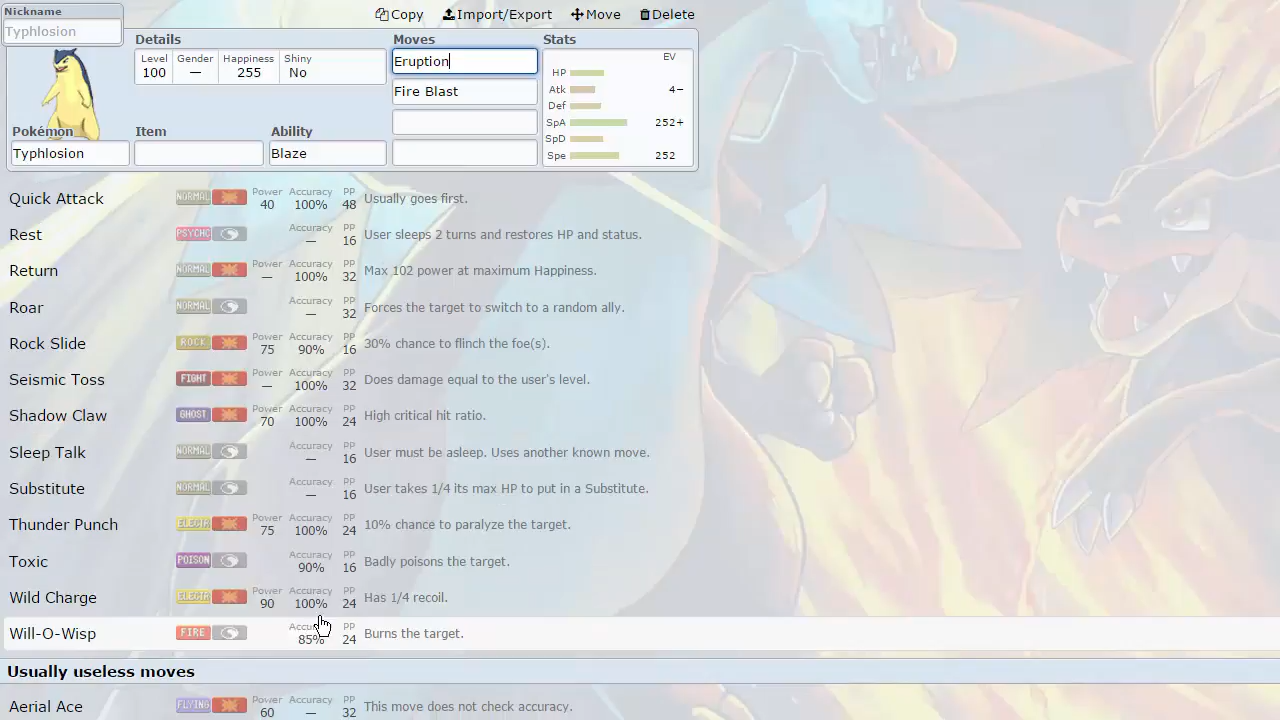 Nickname
Typhlosion
Copy Import/Export Move Delete
Details
Level Gender Happiness Shiny
100 — 255 No
Pokémon Item Ability
Typhlosion Blaze
Moves
Eruption
Fire Blast
Stats
EV
HP
Atk 4−
Def
SpA 252+
SpD
Spe 252
Quick Attack NORMAL Power 40 Accuracy 100% PP 48 Usually goes first.
Rest PSYCHC Accuracy — PP 16 User sleeps 2 turns and restores HP and status.
Return NORMAL Power — Accuracy 100% PP 32 Max 102 power at maximum Happiness.
Roar NORMAL Accuracy — PP 32 Forces the target to switch to a random ally.
Rock Slide ROCK Power 75 Accuracy 90% PP 16 30% chance to flinch the foe(s).
Seismic Toss FIGHT Power — Accuracy 100% PP 32 Does damage equal to the user's level.
Shadow Claw GHOST Power 70 Accuracy 100% PP 24 High critical hit ratio.
Sleep Talk NORMAL Accuracy — PP 16 User must be asleep. Uses another known move.
Substitute NORMAL Accuracy — PP 16 User takes 1/4 its max HP to put in a Substitute.
Thunder Punch ELECTR Power 75 Accuracy 100% PP 24 10% chance to paralyze the target.
Toxic POISON Accuracy 90% PP 16 Badly poisons the target.
Wild Charge ELECTR Power 90 Accuracy 100% PP 24 Has 1/4 recoil.
Will-O-Wisp FIRE 85% PP 24 Burns the target.
Usually useless moves
Aerial Ace FLYING Power 60 Accuracy — PP 32 This move does not check accuracy.